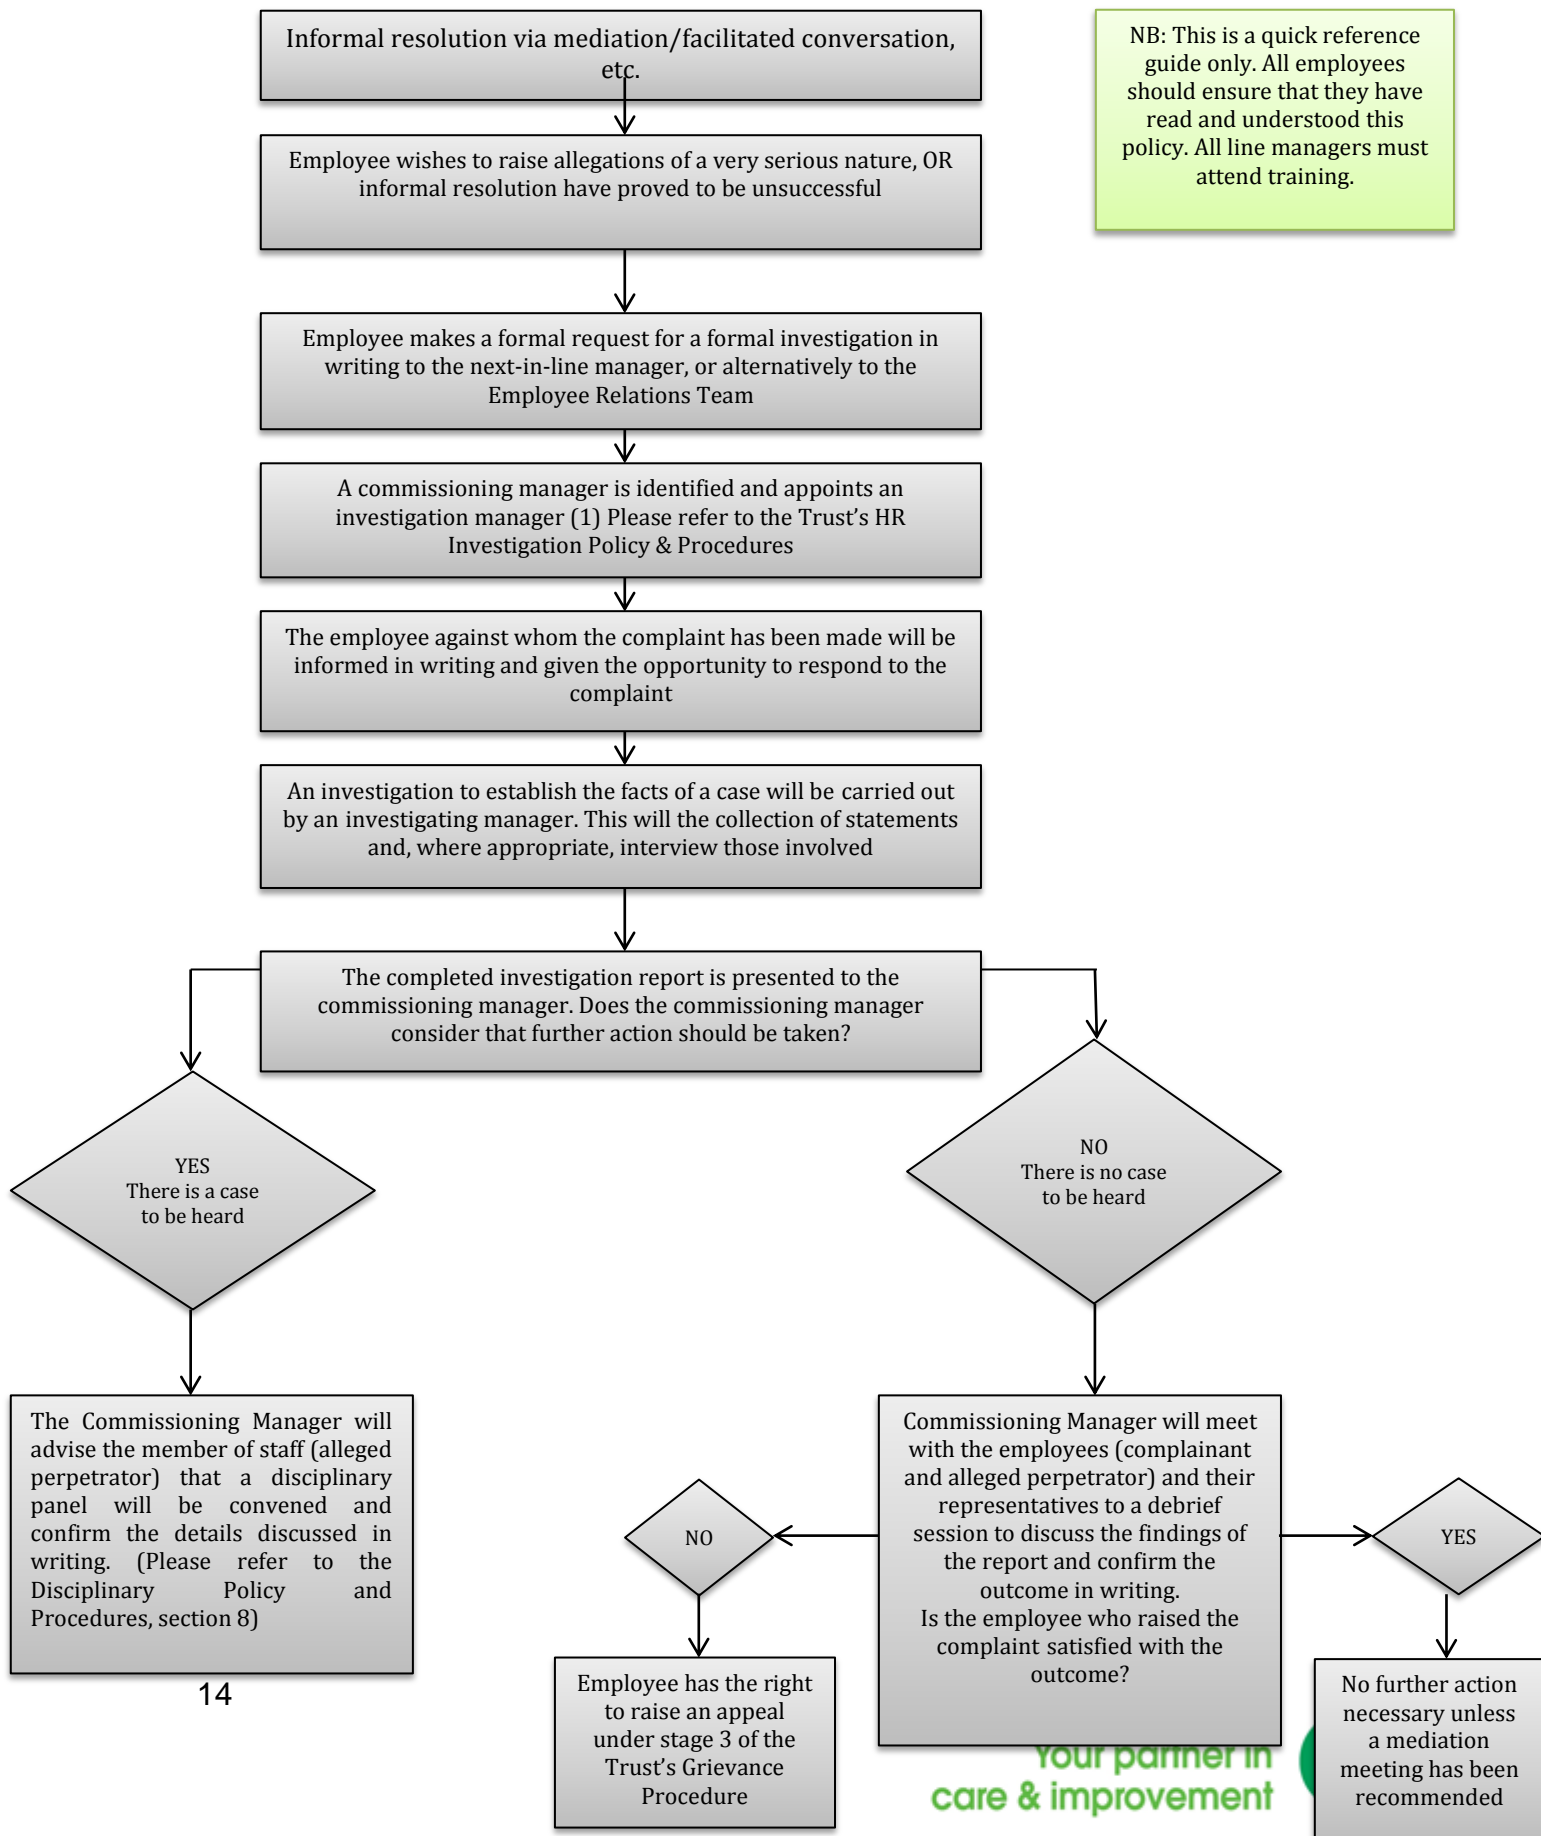 Informal resolution via mediation/facilitated conversation,
etc.
NB: This is a quick reference
guide only. All employees
should ensure that they have
read and understood this
policy. All line managers must
attend training.
Employee wishes to raise allegations of a very serious nature, OR
informal resolution have proved to be unsuccessful
Employee makes a formal request for a formal investigation in
writing to the next-in-line manager, or alternatively to the
Employee Relations Team
A commissioning manager is identified and appoints an
investigation manager (1) Please refer to the Trust’s HR
Investigation Policy & Procedures
The employee against whom the complaint has been made will be
informed in writing and given the opportunity to respond to the
complaint
An investigation to establish the facts of a case will be carried out
by an investigating manager. This will the collection of statements
and, where appropriate, interview those involved
The completed investigation report is presented to the
commissioning manager. Does the commissioning manager
consider that further action should be taken?
YES
There is a case
to be heard
NO
There is no case
to be heard
The Commissioning Manager will
advise the member of staff (alleged
perpetrator) that a disciplinary
panel will be convened and
confirm the details discussed in
writing. (Please refer to the
Disciplinary Policy and
Procedures, section 8)
Commissioning Manager will meet
with the employees (complainant
and alleged perpetrator) and their
representatives to a debrief
session to discuss the findings of
the report and confirm the
outcome in writing.
Is the employee who raised the
complaint satisfied with the
outcome?
NO
YES
Employee has the right
to raise an appeal
under stage 3 of the
Trust’s Grievance
Procedure
No further action
necessary unless
a mediation
meeting has been
recommended
14
Your partner in
care & improvement